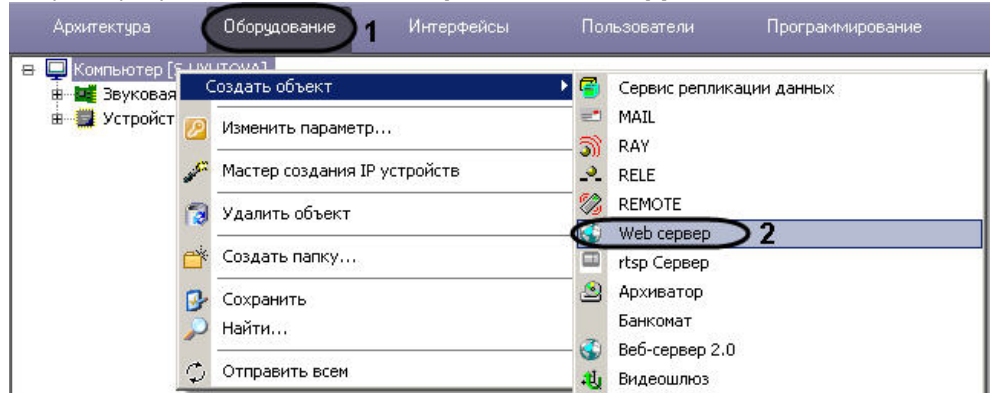 Архитектура Оборудование 1 Интерфейсы Пользователи Программирование
Компьютер
Звуковая
Устройст
Создать объект
Изменить параметр...
Мастер создания IP устройств
Удалить объект
Создать папку...
Сохранить
Найти...
Отправить всем
Сервис репликации данных
MAIL
RAY
RELE
REMOTE
Web сервер 2
rtsp Сервер
Архиватор
Банкомат
Веб-сервер 2.0
Видеошлюз